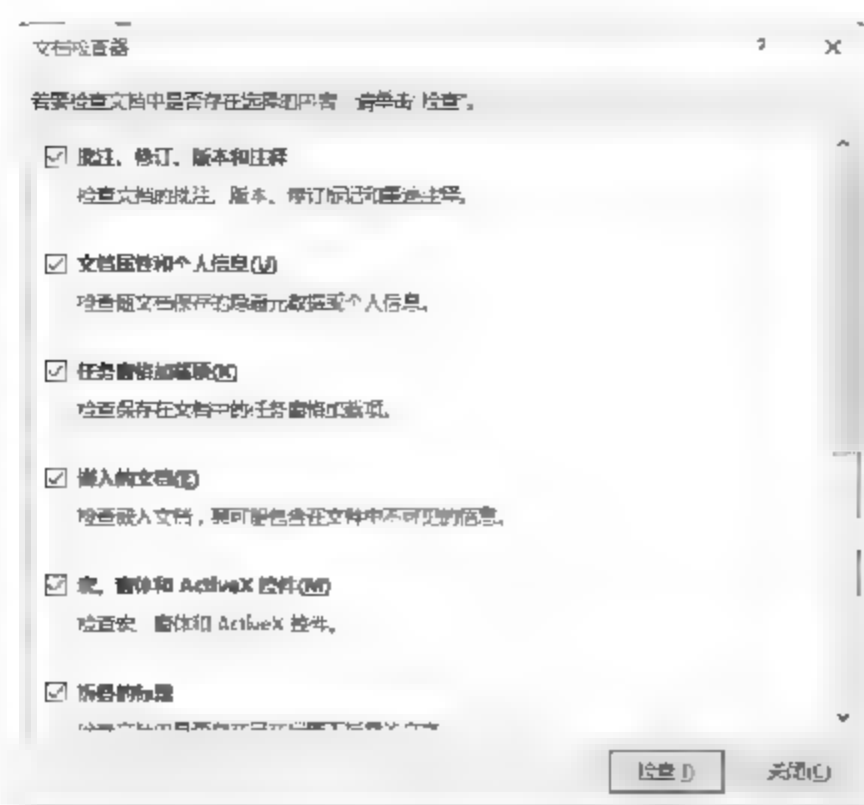 文档检查器
若要检查文档中是否存在选择的内容，请单击“检查”。
批注、修订、版本和注释
检查文档的批注、版本、修订标记和墨迹注释。
文档属性和个人信息(U)
检查随文档保存的隐藏元数据或个人信息。
任务窗格加载项(K)
检查保存在文档中的任务窗格加载项。
嵌入的文档(E)
检查嵌入文档，其可能包含在文件中不可见的信息。
宏、窗体和 ActiveX 控件(M)
检查宏、窗体和 ActiveX 控件。
折叠的标题
检查(I)
关闭(C)